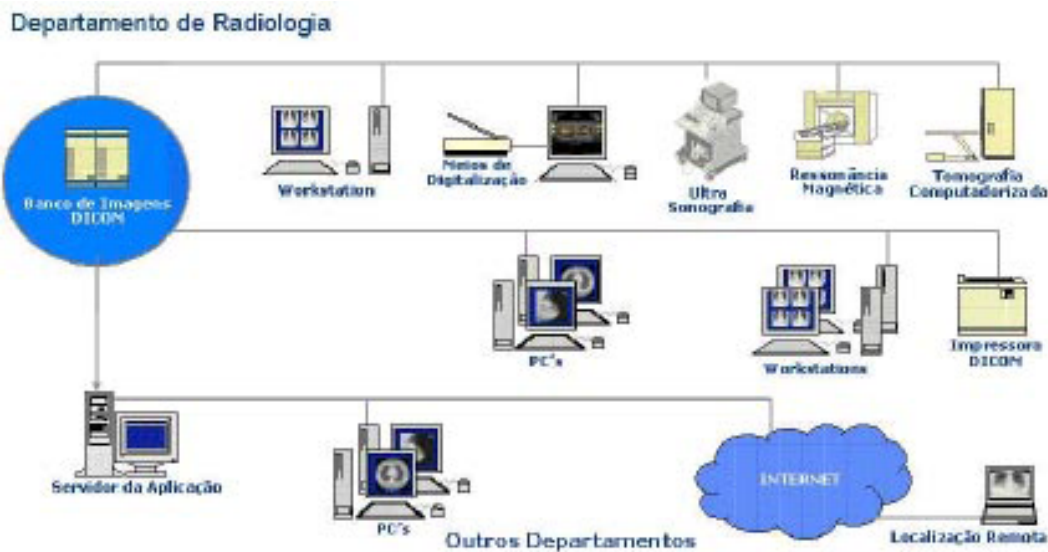 Departamento de Radiologia
Banco de Imagens
DICOM
Workstation
Meios de
Digitalização
Ultra
Sonografia
Ressonância
Magnética
Tomografia
Computadorizada
PC's
Workstations
Impressora
DICOM
Servidor da Aplicação
PC's
INTERNET
Localização Remota
Outros Departamentos